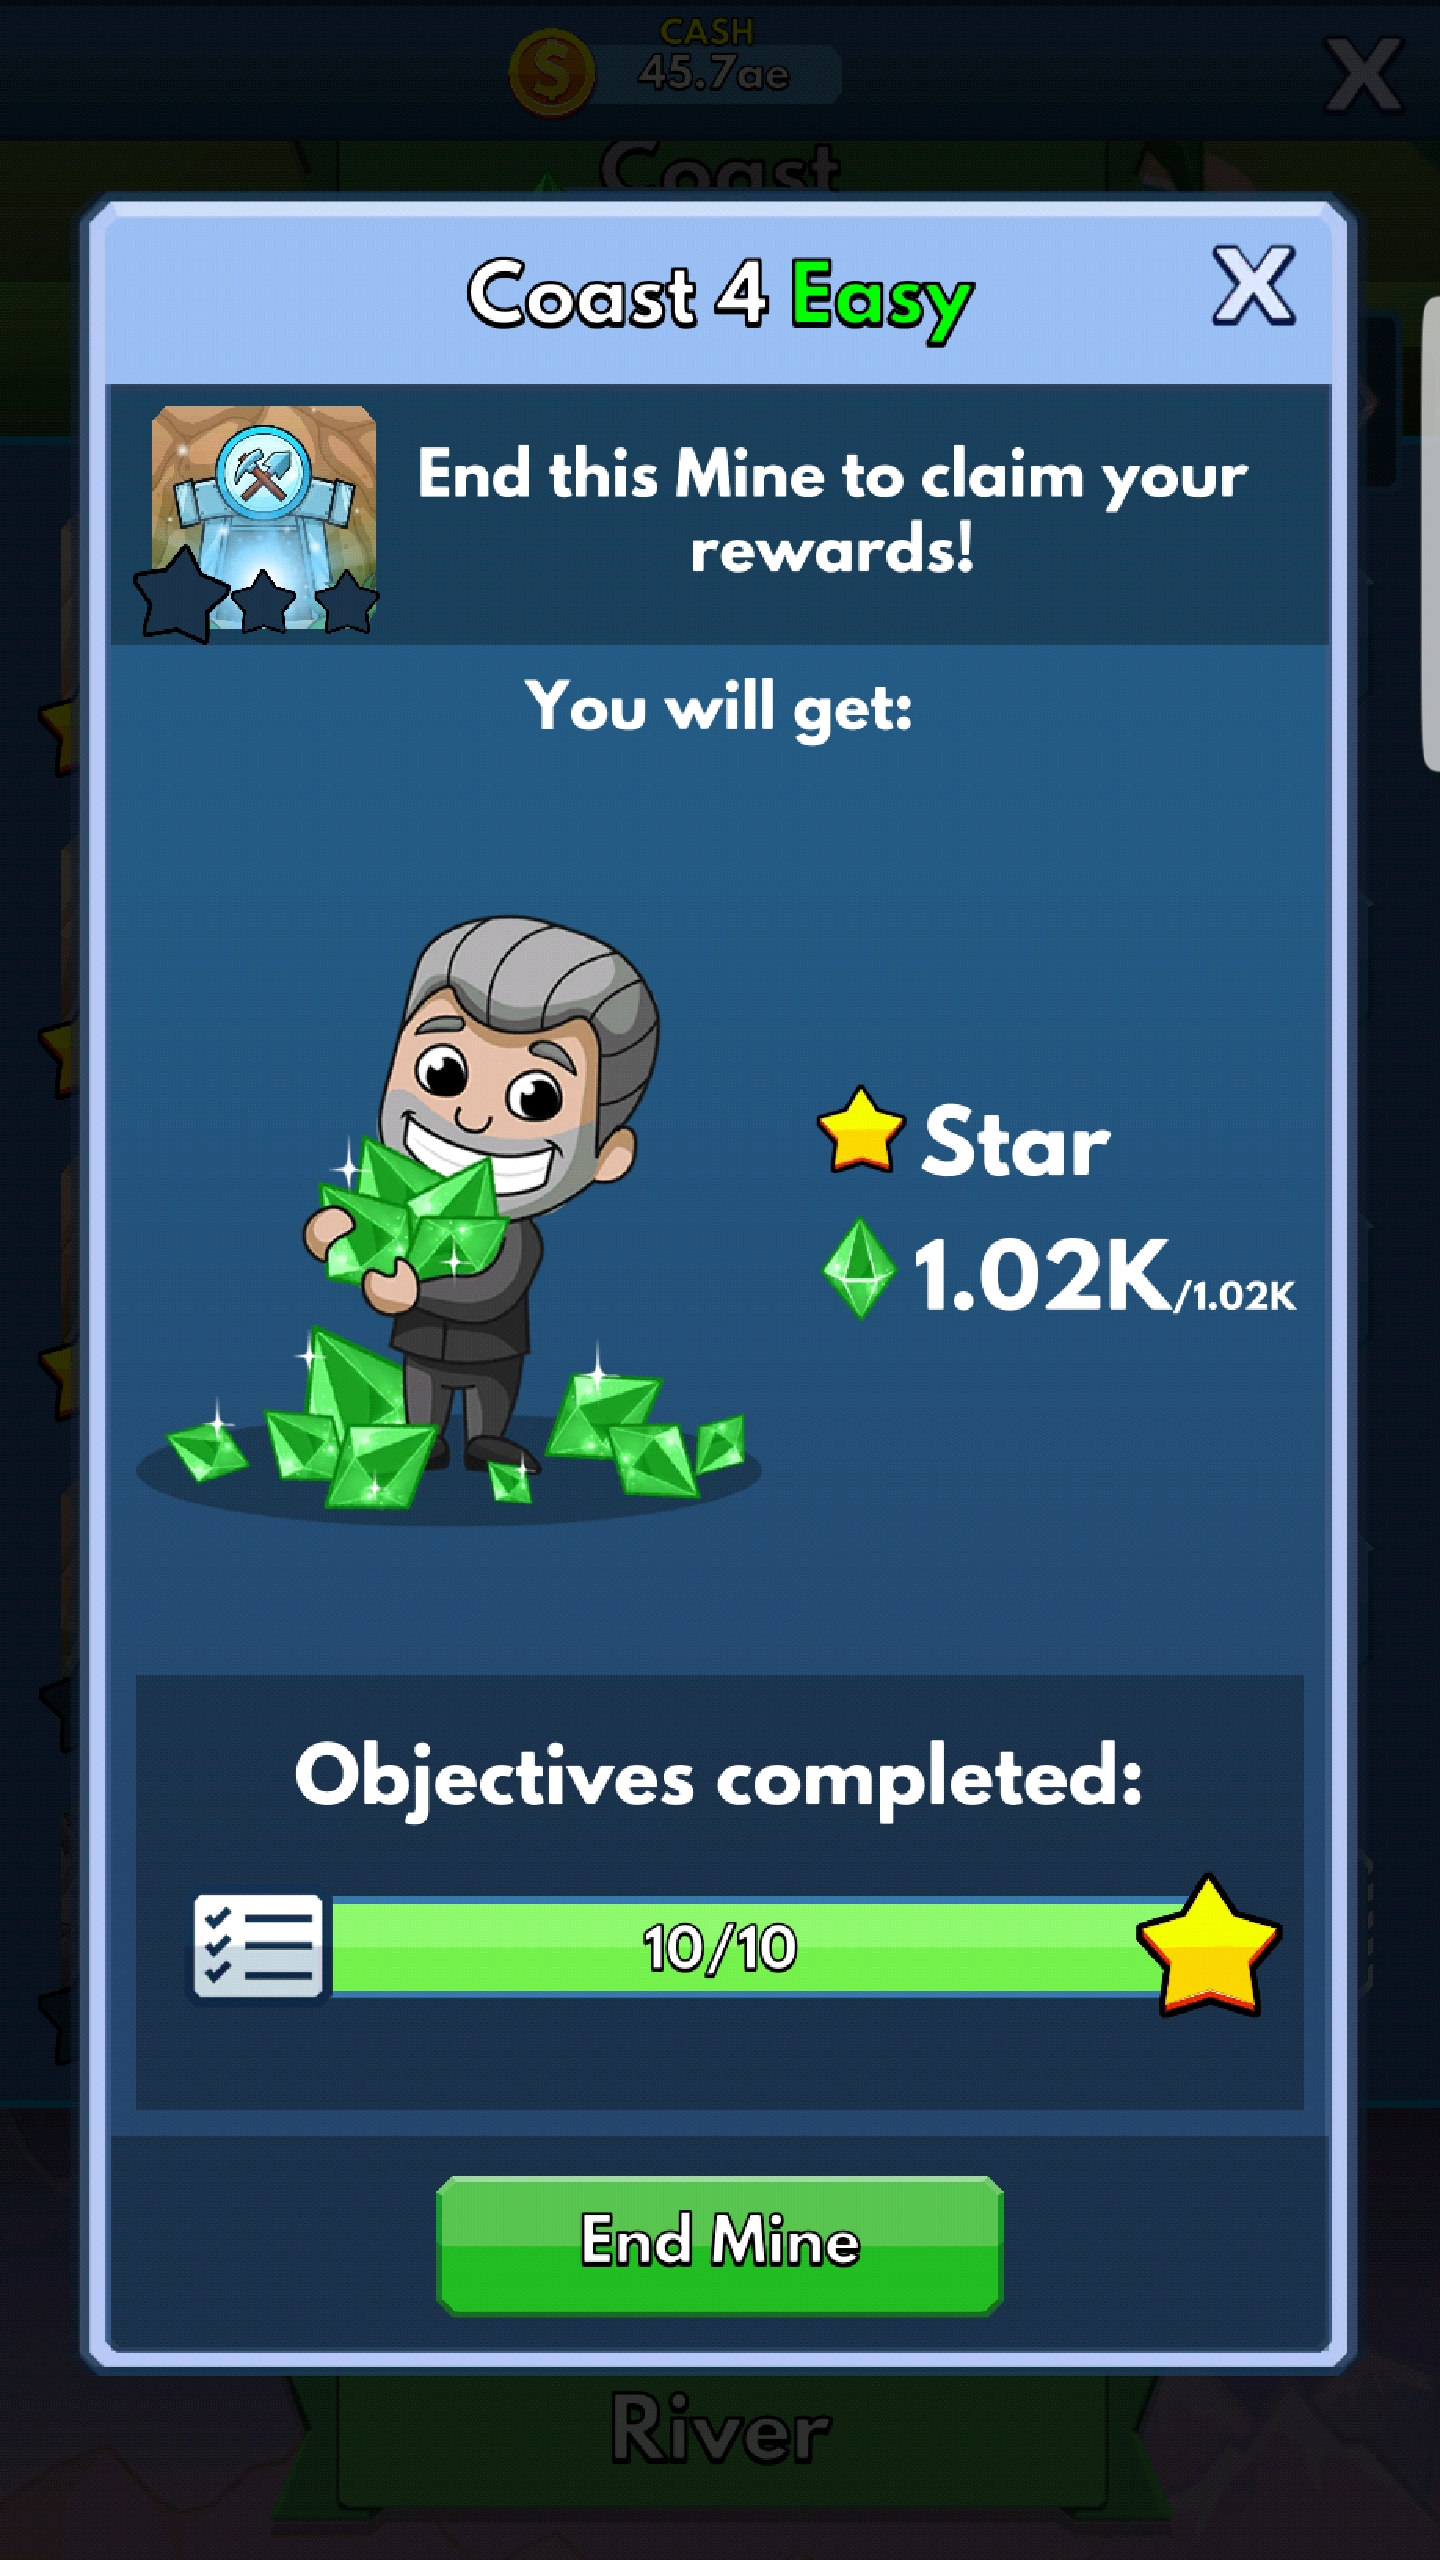 CASH
45.7ae
X
Coast
Coast 4 Easy
X
End this Mine to claim your
rewards!
You will get:
Star
1.02K/1.02K
Objectives completed:
10/10
End Mine
River